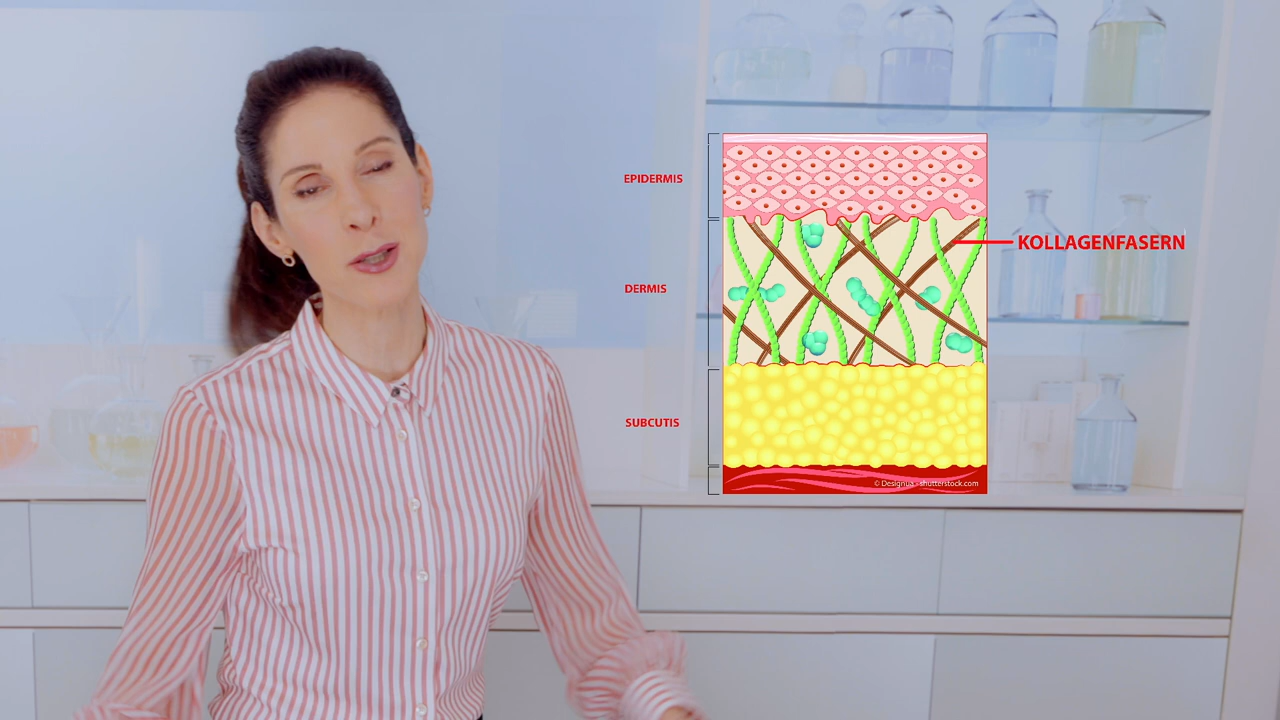 EPIDERMIS
KOLLAGENFASERN
DERMIS
SUBCUTIS
© Designua - shutterstock.com